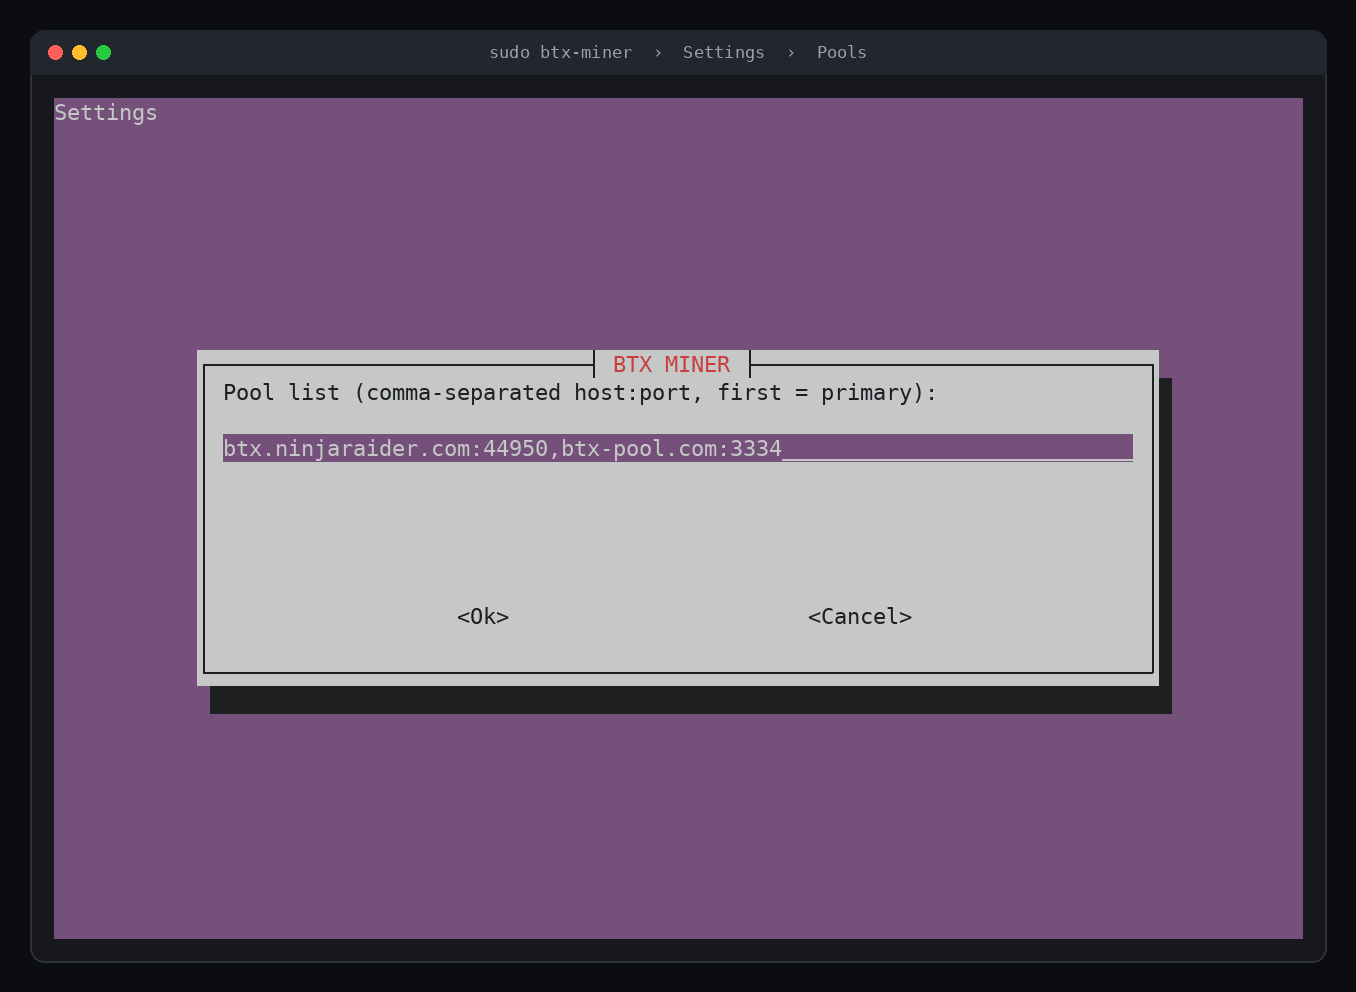 sudo btx-miner › Settings › Pools
Settings
BTX MINER
Pool list (comma-separated host:port, first = primary):
btx.ninjaraider.com:44950,btx-pool.com:3334
<Ok> <Cancel>